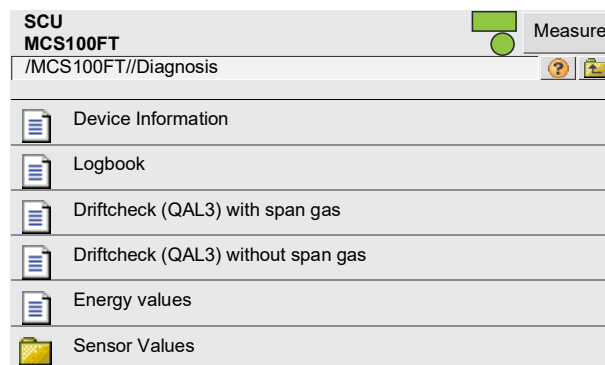 SCU
MCS100FT
Measure
/MCS100FT//Diagnosis
?
Device Information
Logbook
Driftcheck (QAL3) with span gas
Driftcheck (QAL3) without span gas
Energy values
Sensor Values